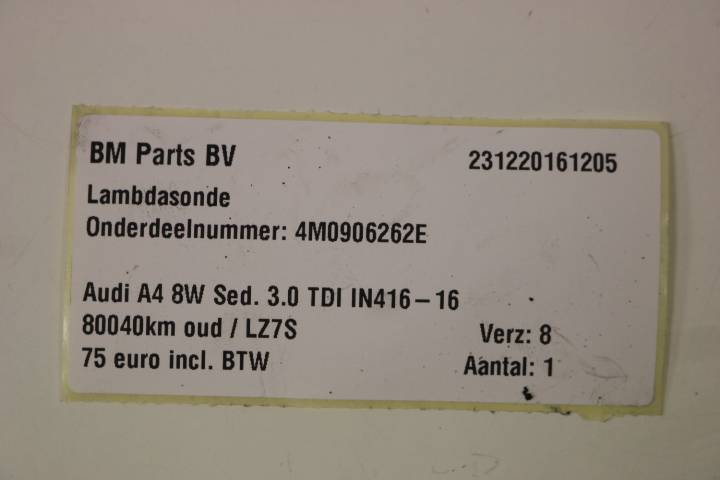 BM Parts BV 231220161205
Lambdasonde
Onderdeelnummer: 4M0906262E
Audi A4 8W Sed. 3.0 TDI IN416-16
80040km oud / LZ7S Verz: 8
75 euro incl. BTW Aantal: 1